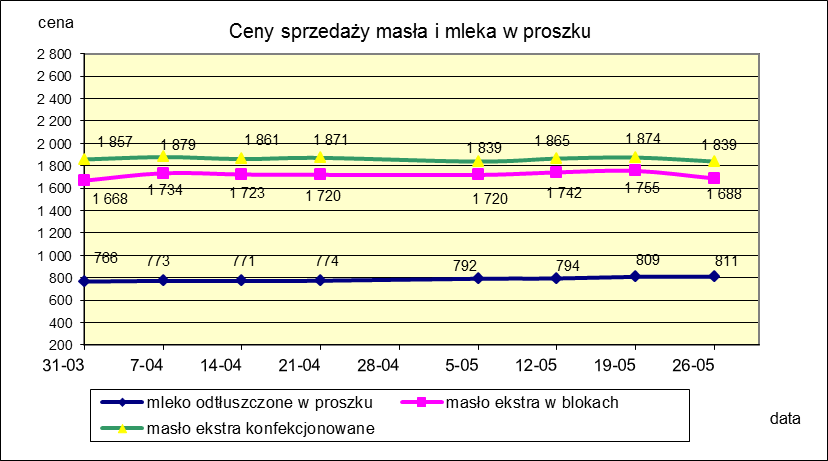 cena
Ceny sprzedaży masła i mleka w proszku
2 800
2 600
2 400
2 200
2 000
1 800
1 600
1 400
1 200
1 000
800
600
400
200
1 857 1 879 1 861 1 871 1 839 1 865 1 874 1 839
1 668 1 734 1 723 1 720 1 720 1 742 1 755 1 688
766 773 771 774 792 794 809 811
31-03 7-04 14-04 21-04 28-04 5-05 12-05 19-05 26-05
mleko odtłuszczone w proszku masło ekstra w blokach
masło ekstra konfekcjonowane
data